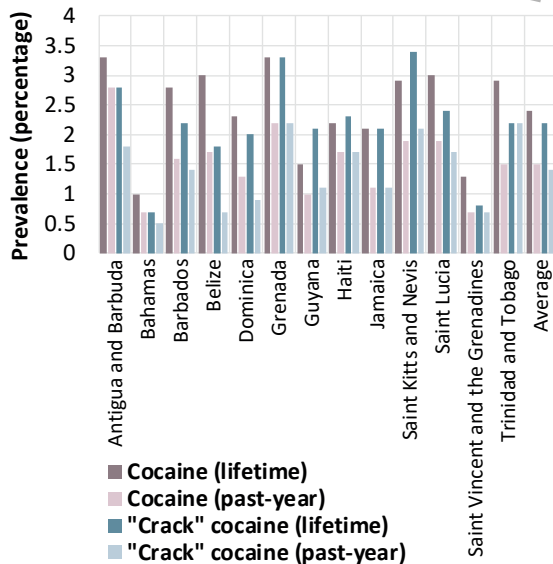 Prevalence (percentage)
4
3.5
3
2.5
2
1.5
1
0.5
0
Antigua and Barbuda
Bahamas
Barbados
Belize
Dominica
Grenada
Guyana
Haiti
Jamaica
Saint Kitts and Nevis
Saint Lucia
Saint Vincent and the Grenadines
Trinidad and Tobago
Average
Cocaine (lifetime)
Cocaine (past-year)
"Crack" cocaine (lifetime)
"Crack" cocaine (past-year)